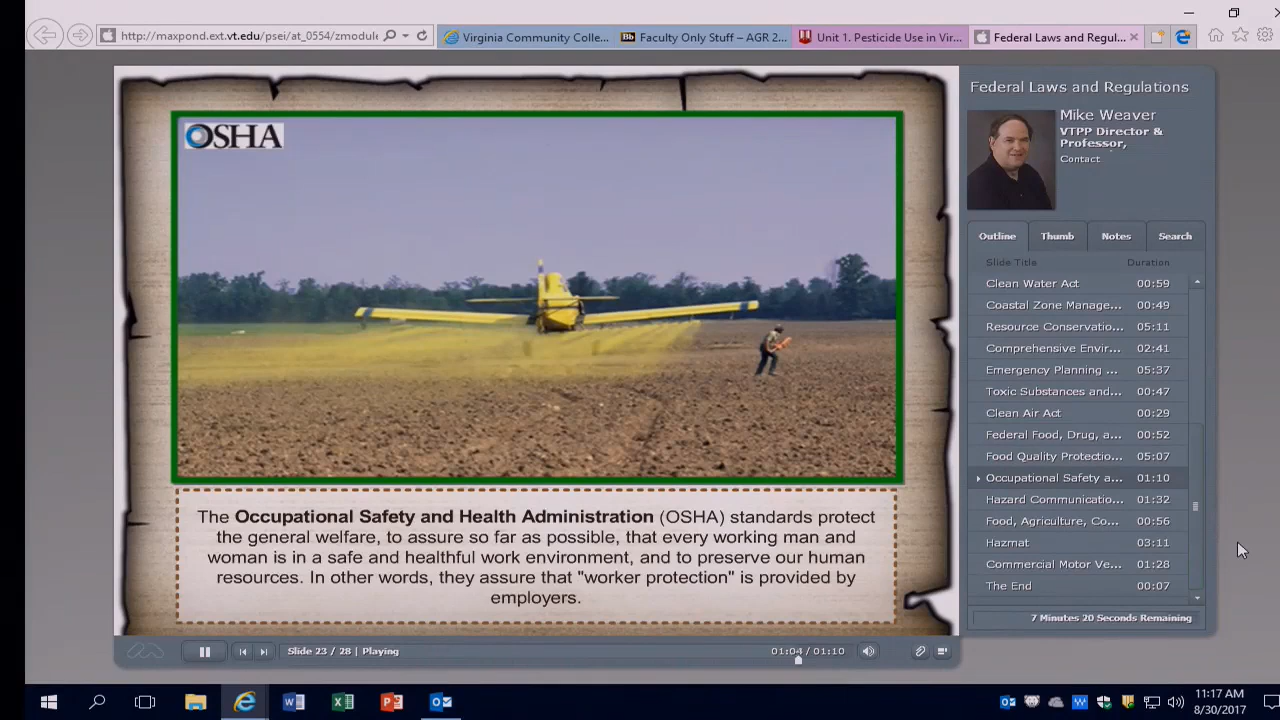 http://maxpond.ext.vt.edu/psei/at_0554/zmodule
Virginia Community Colle...
Bb Faculty Only Stuff – AGR 2...
Unit 1. Pesticide Use in Vir...
Federal Laws and Regul...
OSHA
The Occupational Safety and Health Administration (OSHA) standards protect
the general welfare, to assure so far as possible, that every working man and
woman is in a safe and healthful work environment, and to preserve our human
resources. In other words, they assure that "worker protection" is provided by
employers.
Slide 23 / 28 | Playing
01:04 / 01:10
Federal Laws and Regulations
Mike Weaver
VTPP Director &
Professor,
Contact
Outline Thumb Notes Search
Slide Title Duration
Clean Water Act 00:59
Coastal Zone Manage... 00:49
Resource Conservatio... 05:11
Comprehensive Envir... 02:41
Emergency Planning ... 05:37
Toxic Substances and... 00:47
Clean Air Act 00:29
Federal Food, Drug, a... 00:52
Food Quality Protectio... 05:07
Occupational Safety a... 01:10
Hazard Communicatio... 01:32
Food, Agriculture, Co... 00:56
Hazmat 03:11
Commercial Motor Ve... 01:28
The End 00:07
7 Minutes 20 Seconds Remaining
11:17 AM
8/30/2017